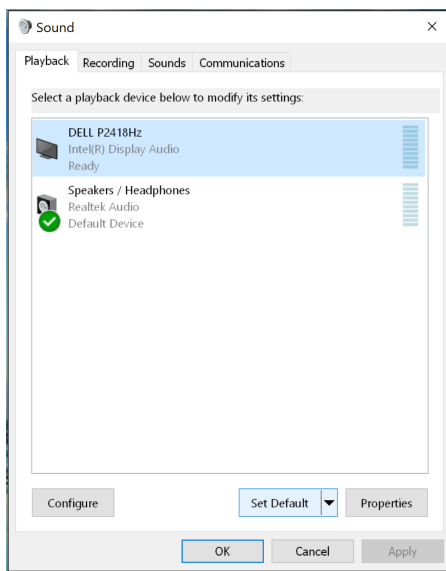 Sound
Playback Recording Sounds Communications
Select a playback device below to modify its settings:
DELL P2418Hz
Intel(R) Display Audio
Ready
Speakers / Headphones
Realtek Audio
Default Device
Configure Set Default Properties
OK Cancel Apply